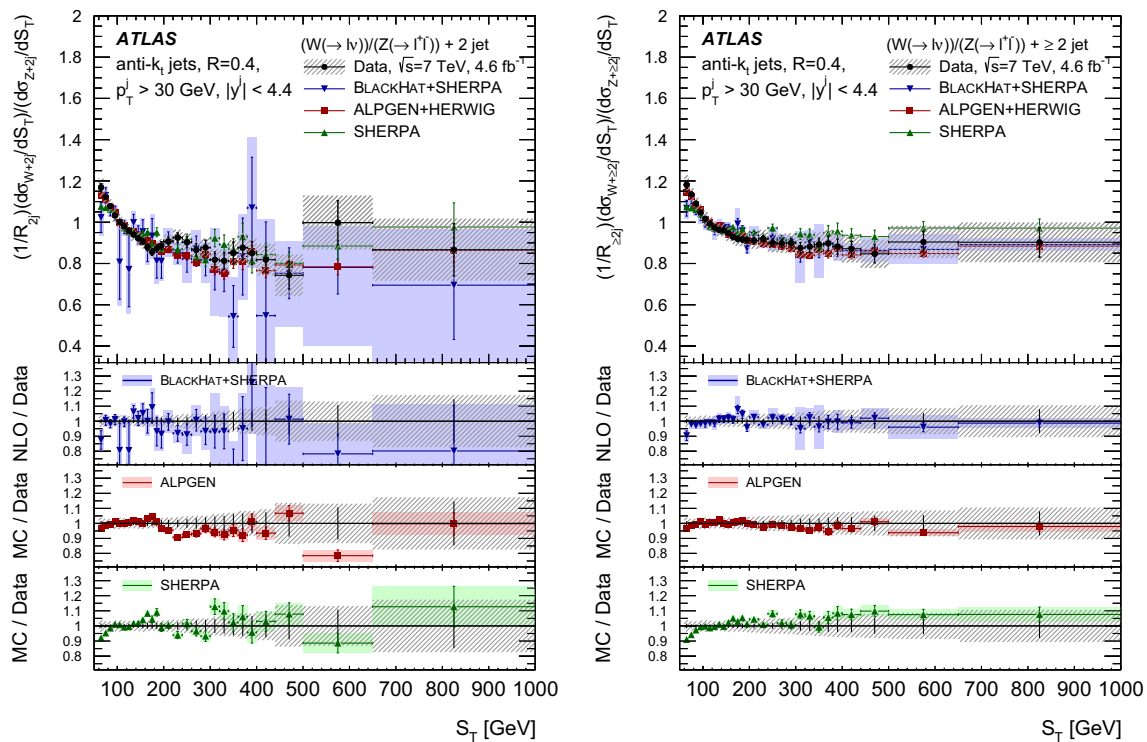 (1/R_2j)(dσ_W+2j/dS_T)/(dσ_Z+2j/dS_T)
2
1.8
1.6
1.4
1.2
1
0.8
0.6
0.4
ATLAS
anti-k_t jets, R=0.4,
p_T^j > 30 GeV, |y^j| < 4.4
(W(→ lν))/(Z(→ l⁺l⁻)) + 2 jet
Data, √s=7 TeV, 4.6 fb⁻¹
BLACKHAT+SHERPA
ALPGEN+HERWIG
SHERPA
NLO / Data
1.3
1.2
1.1
1
0.9
0.8
BLACKHAT+SHERPA
MC / Data
1.3
1.2
1.1
1
0.9
0.8
ALPGEN
MC / Data
1.3
1.2
1.1
1
0.9
0.8
SHERPA
100 200 300 400 500 600 700 800 900 1000
S_T [GeV]
(1/R_≥2j)(dσ_W+≥2j/dS_T)/(dσ_Z+≥2j/dS_T)
2
1.8
1.6
1.4
1.2
1
0.8
0.6
0.4
ATLAS
anti-k_t jets, R=0.4,
p_T^j > 30 GeV, |y^j| < 4.4
(W(→ lν))/(Z(→ l⁺l⁻)) + ≥ 2 jet
Data, √s=7 TeV, 4.6 fb⁻¹
BLACKHAT+SHERPA
ALPGEN+HERWIG
SHERPA
NLO / Data
1.3
1.2
1.1
1
0.9
0.8
BLACKHAT+SHERPA
MC / Data
1.3
1.2
1.1
1
0.9
0.8
ALPGEN
MC / Data
1.3
1.2
1.1
1
0.9
0.8
SHERPA
100 200 300 400 500 600 700 800 900 1000
S_T [GeV]